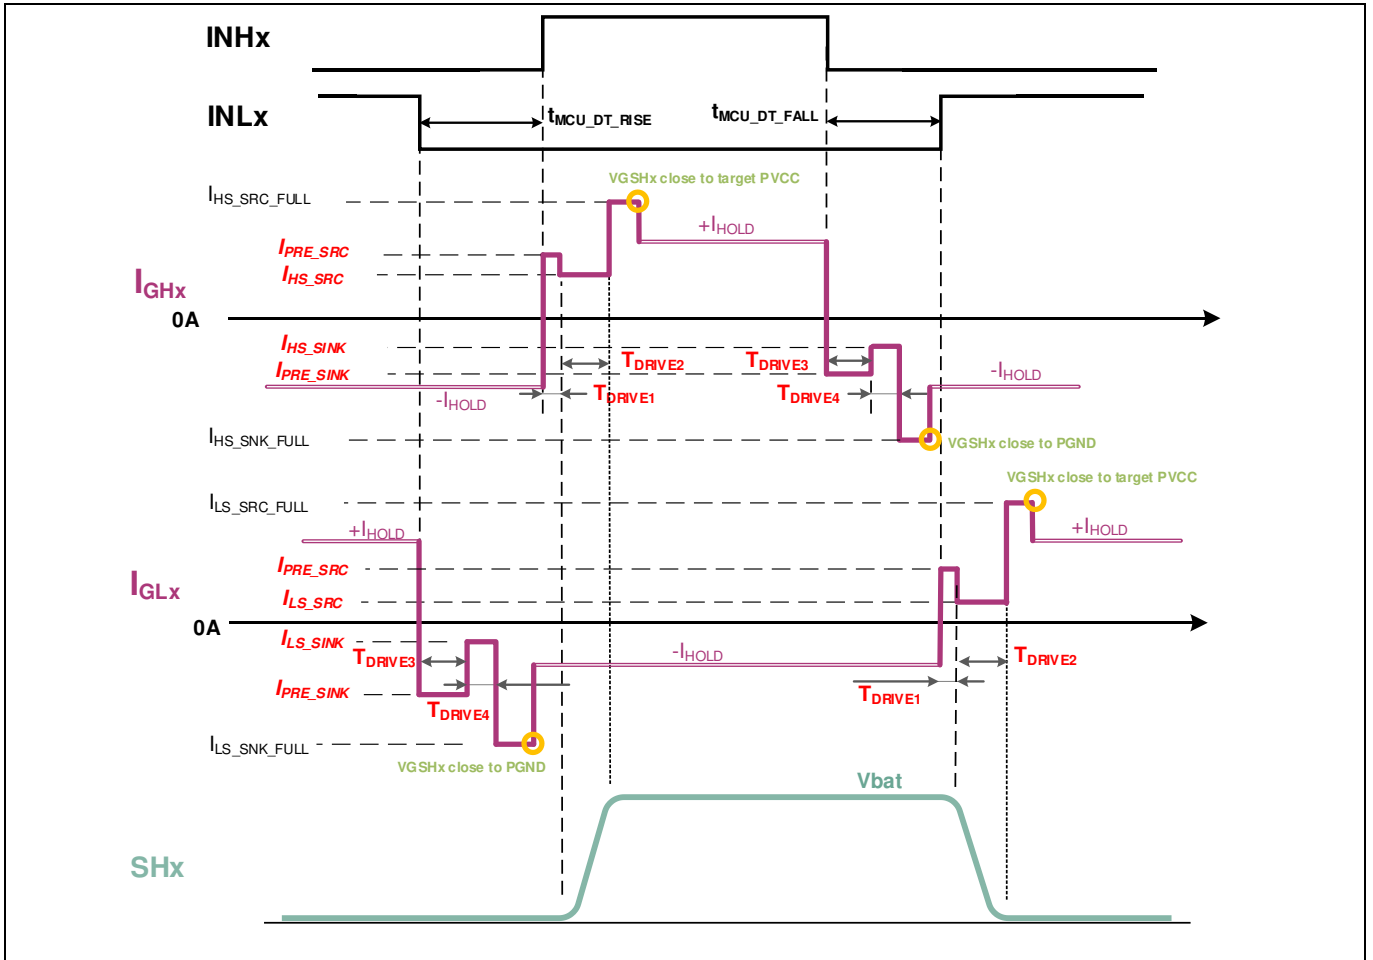 INHx
INLx
tMCU_DT_RISE
tMCU_DT_FALL
VGSHx close to target PVCC
IHS_SRC_FULL
+IHOLD
IPRE_SRC
IHS_SRC
IGHx
0A
IHS_SINK
IPRE_SINK
TDRIVE2
TDRIVE3
-IHOLD
-IHOLD
TDRIVE1
TDRIVE4
IHS_SNK_FULL
VGSHx close to PGND
VGSHx close to target PVCC
ILS_SRC_FULL
+IHOLD
+IHOLD
IPRE_SRC
IGLx
ILS_SRC
0A
ILS_SINK
TDRIVE3
-IHOLD
TDRIVE2
IPRE_SINK
TDRIVE1
TDRIVE4
ILS_SNK_FULL
VGSHx close to PGND
Vbat
SHx